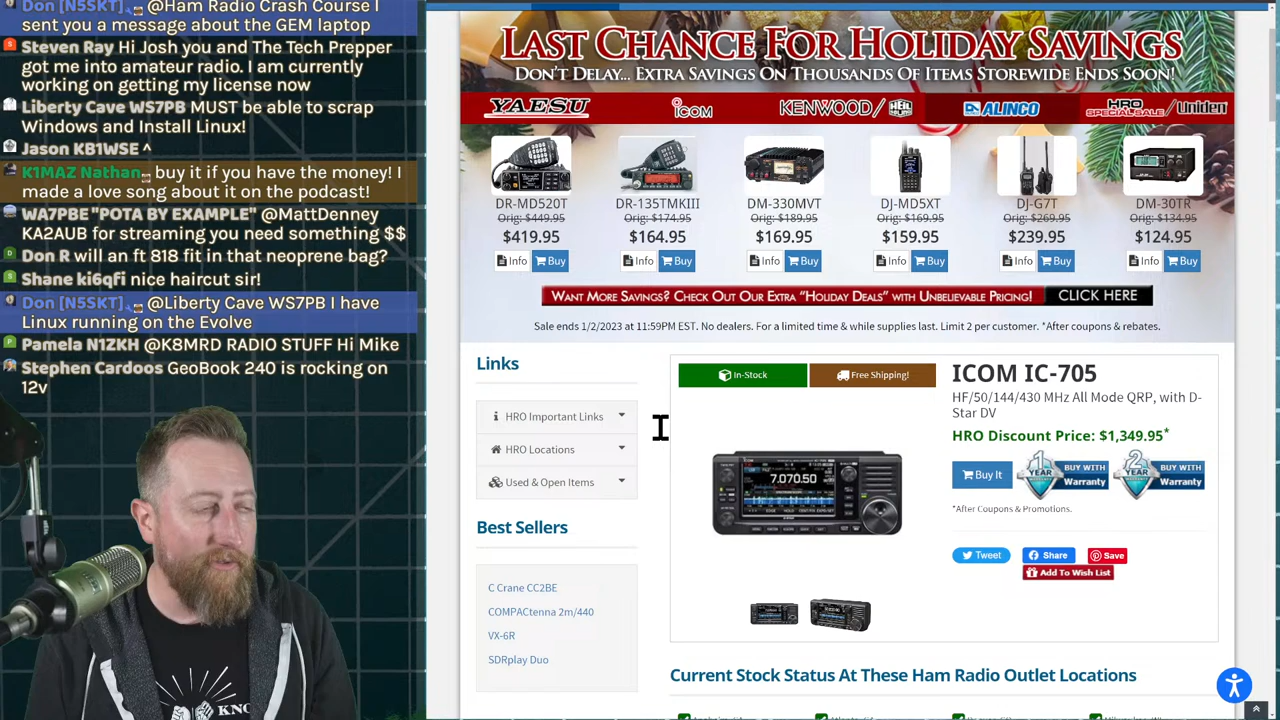 Don [N5SKT] @Ham Radio Crash Course I
sent you a message about the GEM laptop
Steven Ray Hi Josh you and The Tech Prepper
got me into amateur radio. I am currently
working on getting my license now
Liberty Cave WS7PB MUST be able to scrap
Windows and Install Linux!
Jason KB1WSE ^
K1MAZ Nathan buy it if you have the money! I
made a love song about it on the podcast!
WA7PBE "POTA BY EXAMPLE" @MattDenney
KA2AUB for streaming you need something $$
Don R will an ft 818 fit in that neoprene bag?
Shane ki6qfi nice haircut sir!
Don [N5SKT] @Liberty Cave WS7PB I have
Linux running on the Evolve
Pamela N1ZKH @K8MRD RADIO STUFF Hi Mike
Stephen Cardoos GeoBook 240 is rocking on
12v
KNO
LAST CHANCE FOR HOLIDAY SAVINGS
DON'T DELAY... EXTRA SAVINGS ON THOUSANDS OF ITEMS STOREWIDE ENDS SOON!
YAESU ICOM KENWOOD/HEIL ALINCO HRO SPECIAL SALE/Uniden
DR-MD520T DR-135TMKIII DM-330MVT DJ-MD5XT DJ-G7T DM-30TR
Orig: $449.95 Orig: $174.95 Orig: $189.95 Orig: $169.95 Orig: $269.95 Orig: $134.95
$419.95 $164.95 $169.95 $159.95 $239.95 $124.95
Info Buy Info Buy Info Buy Info Buy Info Buy Info Buy
WANT MORE SAVINGS? CHECK OUT OUR EXTRA "HOLIDAY DEALS" WITH UNBELIEVABLE PRICING! CLICK HERE
Sale ends 1/2/2023 at 11:59PM EST. No dealers. For a limited time & while supplies last. Limit 2 per customer. *After coupons & rebates.
Links
HRO Important Links
HRO Locations
Used & Open Items
Best Sellers
C Crane CC2BE
COMPACtenna 2m/440
VX-6R
SDRplay Duo
In-Stock Free Shipping!
7.070.50
ICOM IC-705
HF/50/144/430 MHz All Mode QRP, with D-
Star DV
HRO Discount Price: $1,349.95*
Buy It 1 YEAR BUY WITH Warranty 2 YEAR BUY WITH Warranty
*After Coupons & Promotions.
Tweet Share Save
Add To Wish List
Current Stock Status At These Ham Radio Outlet Locations